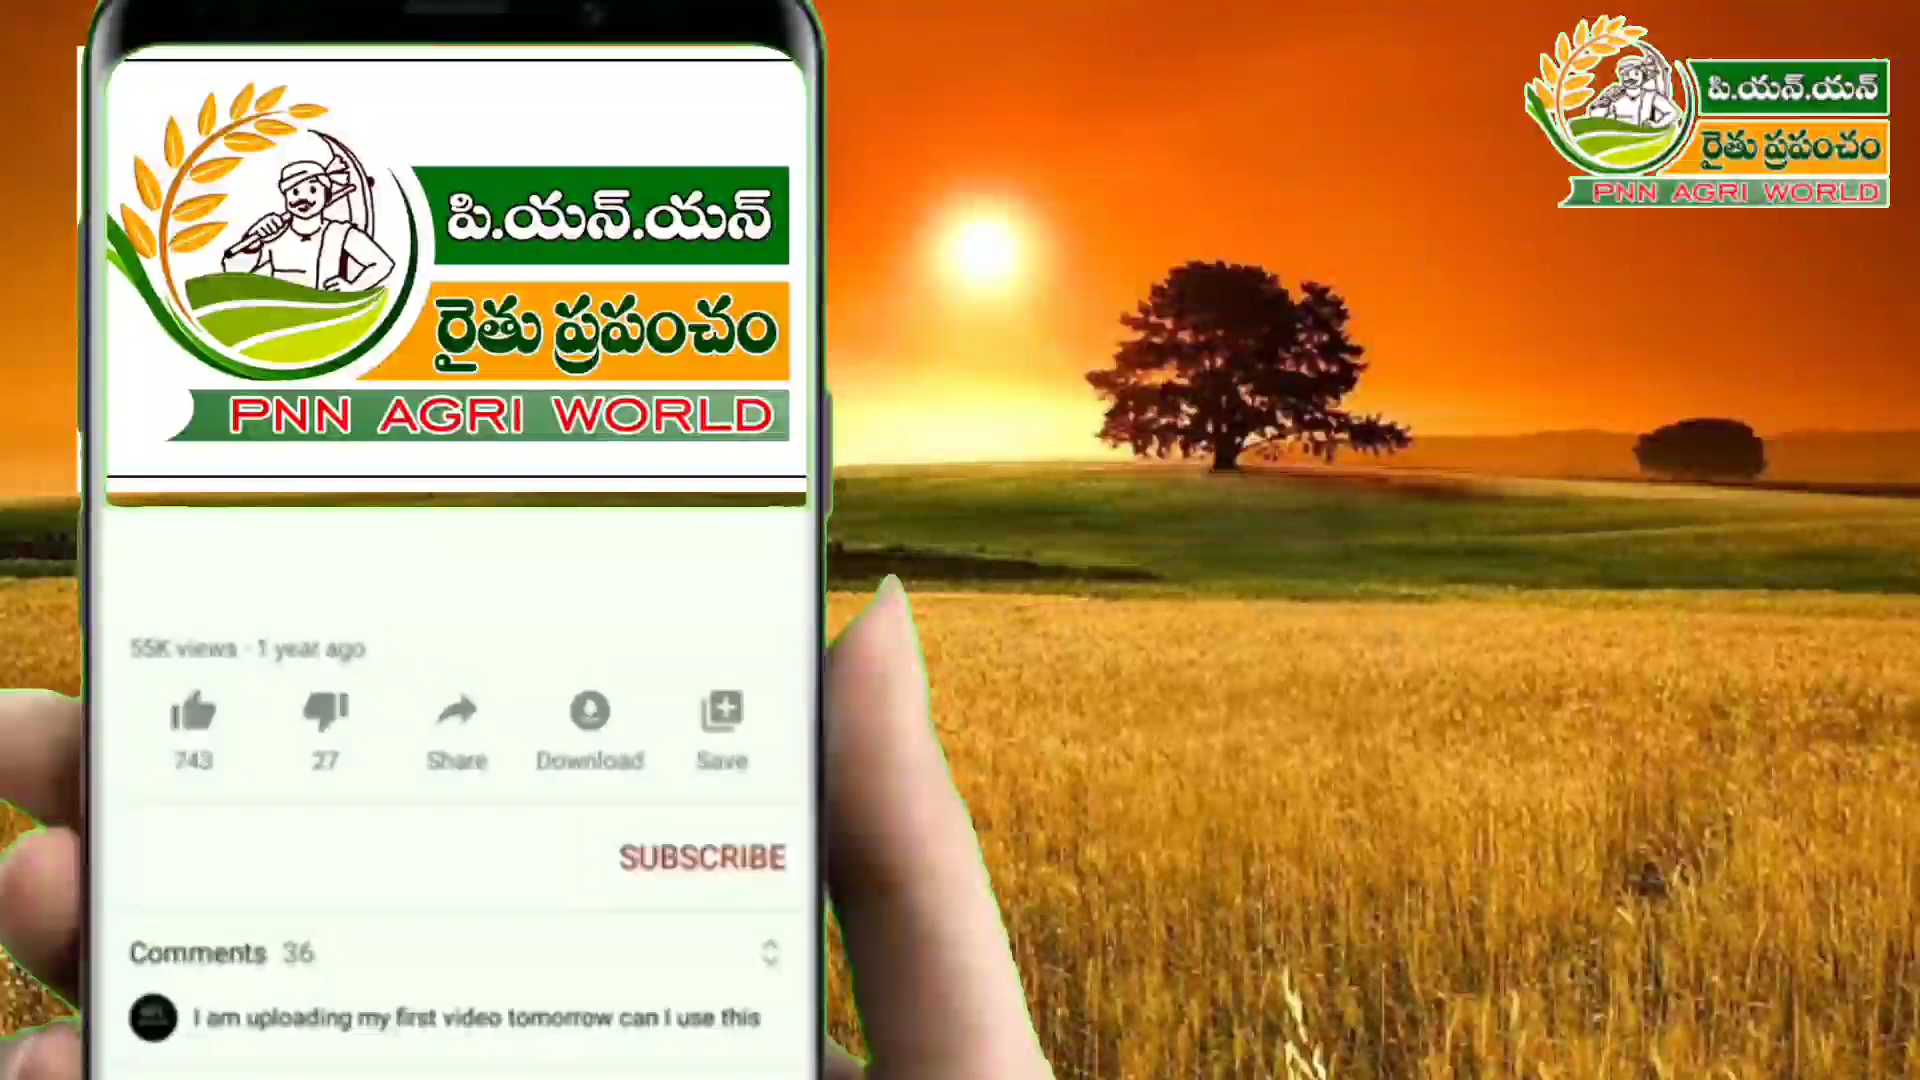 పి.యన్.యన్
రైతు ప్రపంచం
PNN AGRI WORLD
55K views · 1 year ago
743
27
Share
Download
Save
SUBSCRIBE
Comments 36
I am uploading my first video tomorrow can I use this
పి.యన్.యన్
రైతు ప్రపంచం
PNN AGRI WORLD